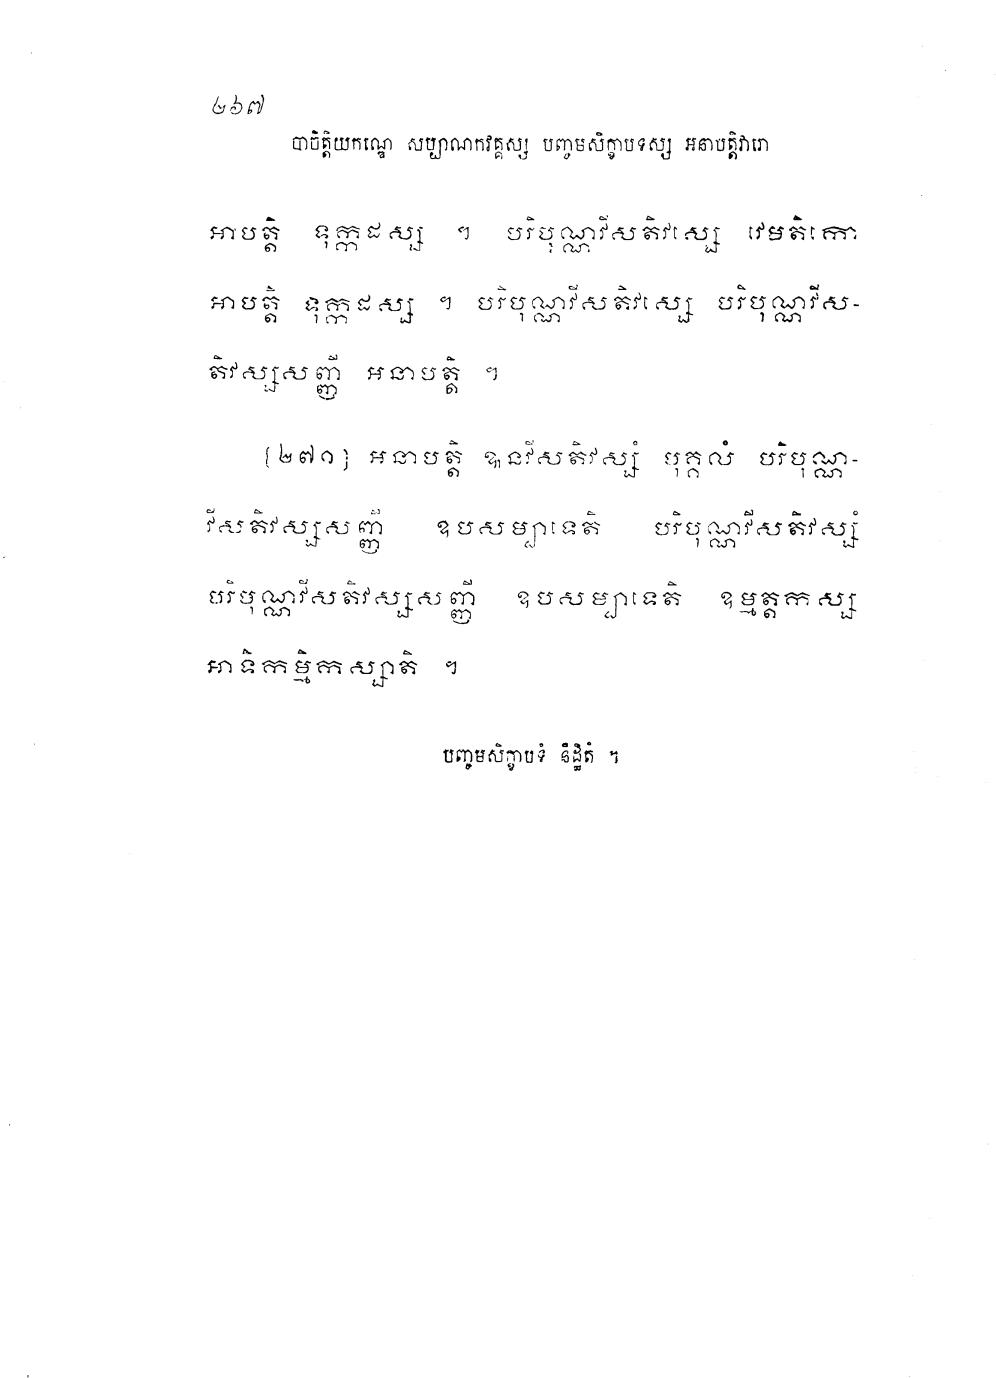 ២៦៧
បាចិត្តិយកណ្ឌេ សប្បាណកវគ្គស្ស បញ្ចមសិក្ខាបទស្ស អនាបត្តិវារោ
អាបត្តិ ទុក្កដស្ស ។ បរិបុណ្ណវីសតិវស្សេ វេមតិកោ
អាបត្តិ ទុក្កដស្ស ។ បរិបុណ្ណវីសតិវស្សេ បរិបុណ្ណវីស-
តិវស្សសញ្ញី អនាបត្តិ ។
[២៧១] អនាបត្តិ ឩនវីសតិវស្សំ បុគ្គលំ បរិបុណ្ណ-
វីសតិវស្សសញ្ញី ឧបសម្បាទេតិ បរិបុណ្ណវីសតិវស្សំ
បរិបុណ្ណវីសតិវស្សសញ្ញី ឧបសម្បាទេតិ ឧម្មត្តកស្ស
អាទិកម្មិកស្សាតិ ។
បញ្ចមសិក្ខាបទំ និដ្ឋិតំ ។